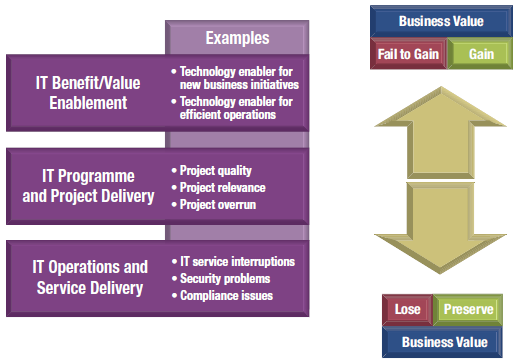 Examples
IT Benefit/Value
Enablement
• Technology enabler for
new business initiatives
• Technology enabler for
efficient operations
IT Programme
and Project Delivery
• Project quality
• Project relevance
• Project overrun
IT Operations and
Service Delivery
• IT service interruptions
• Security problems
• Compliance issues
Business Value
Fail to Gain
Gain
Lose
Preserve
Business Value